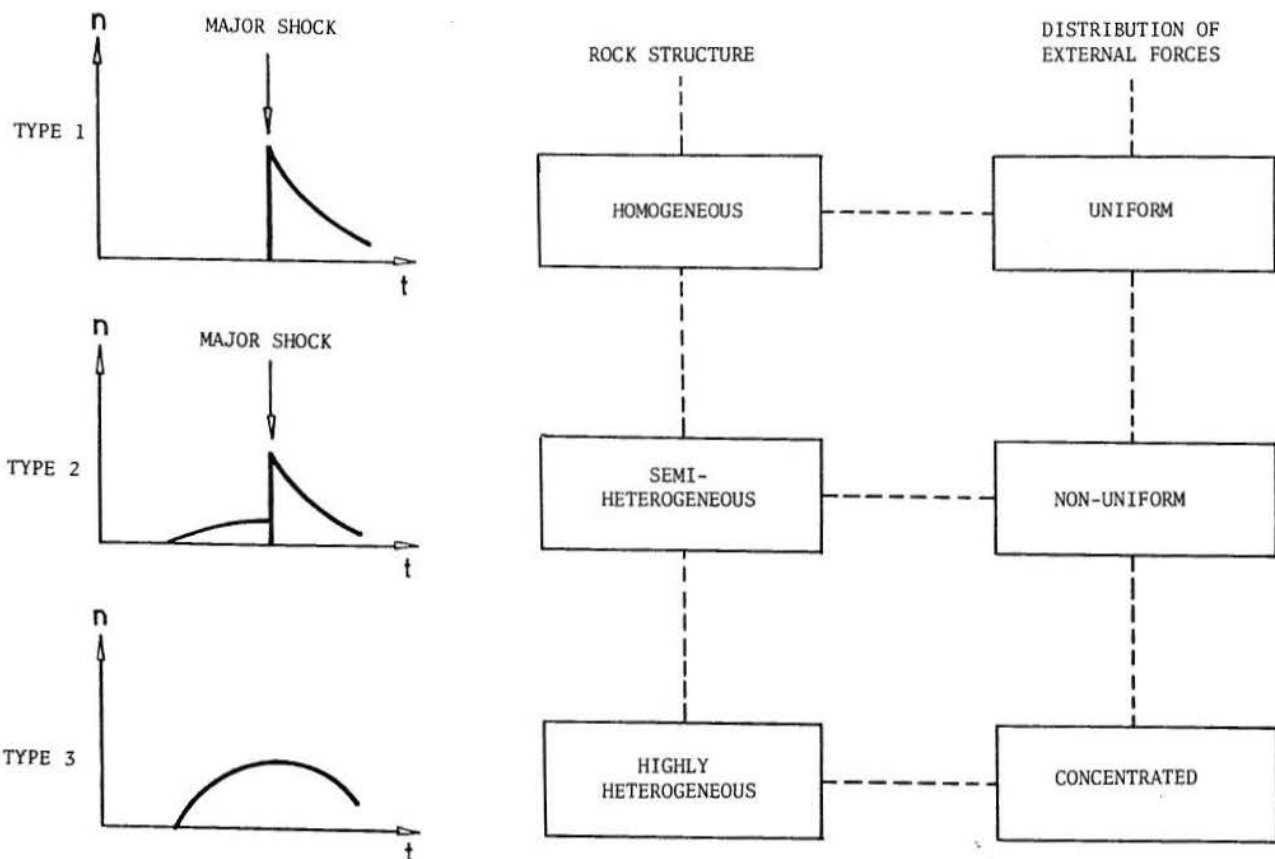 n
MAJOR SHOCK
TYPE 1
t
n
MAJOR SHOCK
TYPE 2
t
n
TYPE 3
t
ROCK STRUCTURE
DISTRIBUTION OF
EXTERNAL FORCES
HOMOGENEOUS
UNIFORM
SEMI-
HETEROGENEOUS
NON-UNIFORM
HIGHLY
HETEROGENEOUS
CONCENTRATED